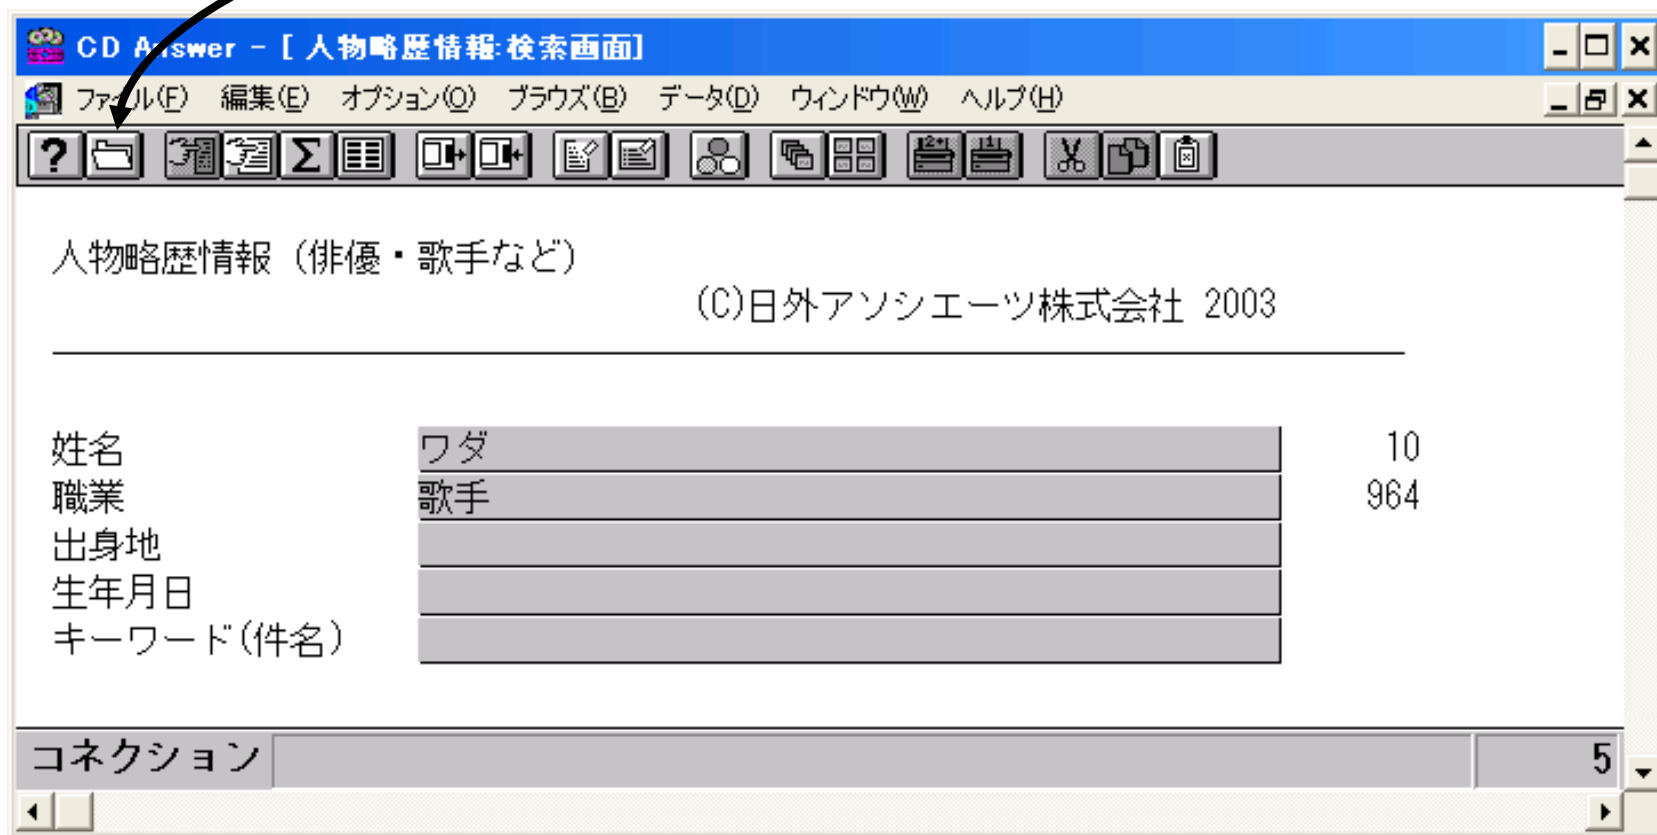 CD Answer - [ 人物略歴情報:検索画面]
ファイル(F) 編集(E) オプション(O) ブラウズ(B) データ(D) ウィンドウ(W) ヘルプ(H)
人物略歴情報（俳優・歌手など）
(C)日外アソシエーツ株式会社 2003
姓名 ワダ 10
職業 歌手 964
出身地
生年月日
キーワード(件名)
コネクション 5